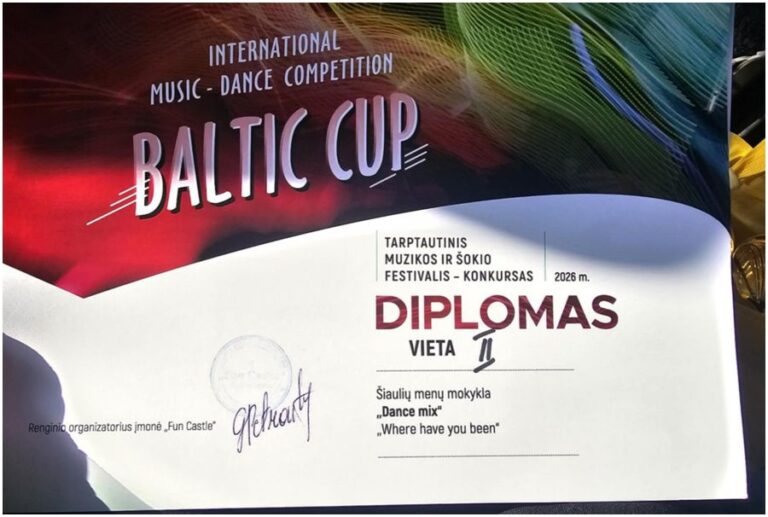 INTERNATIONAL
MUSIC - DANCE COMPETITION
BALTIC CUP
TARPTAUTINIS
MUZIKOS IR ŠOKIO
FESTIVALIS – KONKURSAS
2026 m.
DIPLOMAS
VIETA II
Šiaulių menų mokykla
„Dance mix“
„Where have you been“
Renginio organizatorius įmonė „Fun Castle“